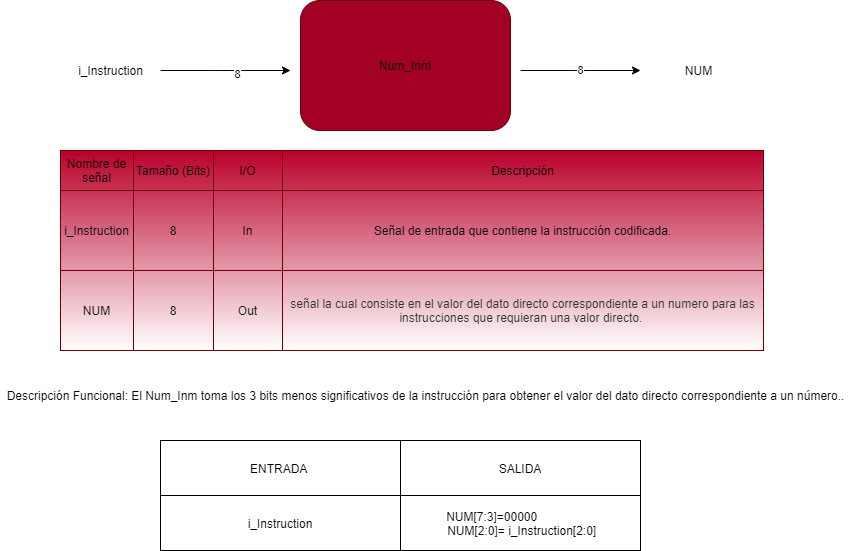 i_Instruction
8
Num_Inm
8
NUM
Nombre de
señal
Tamaño (Bits)
I/O
Descripción
i_Instruction
8
In
Señal de entrada que contiene la instrucción codificada.
NUM
8
Out
señal la cual consiste en el valor del dato directo correspondiente a un numero para las
instrucciones que requieran una valor directo.
Descripción Funcional: El Num_Inm toma los 3 bits menos significativos de la instrucción para obtener el valor del dato directo correspondiente a un número..
ENTRADA
SALIDA
i_Instruction
NUM[7:3]=00000
NUM[2:0]= i_Instruction[2:0]